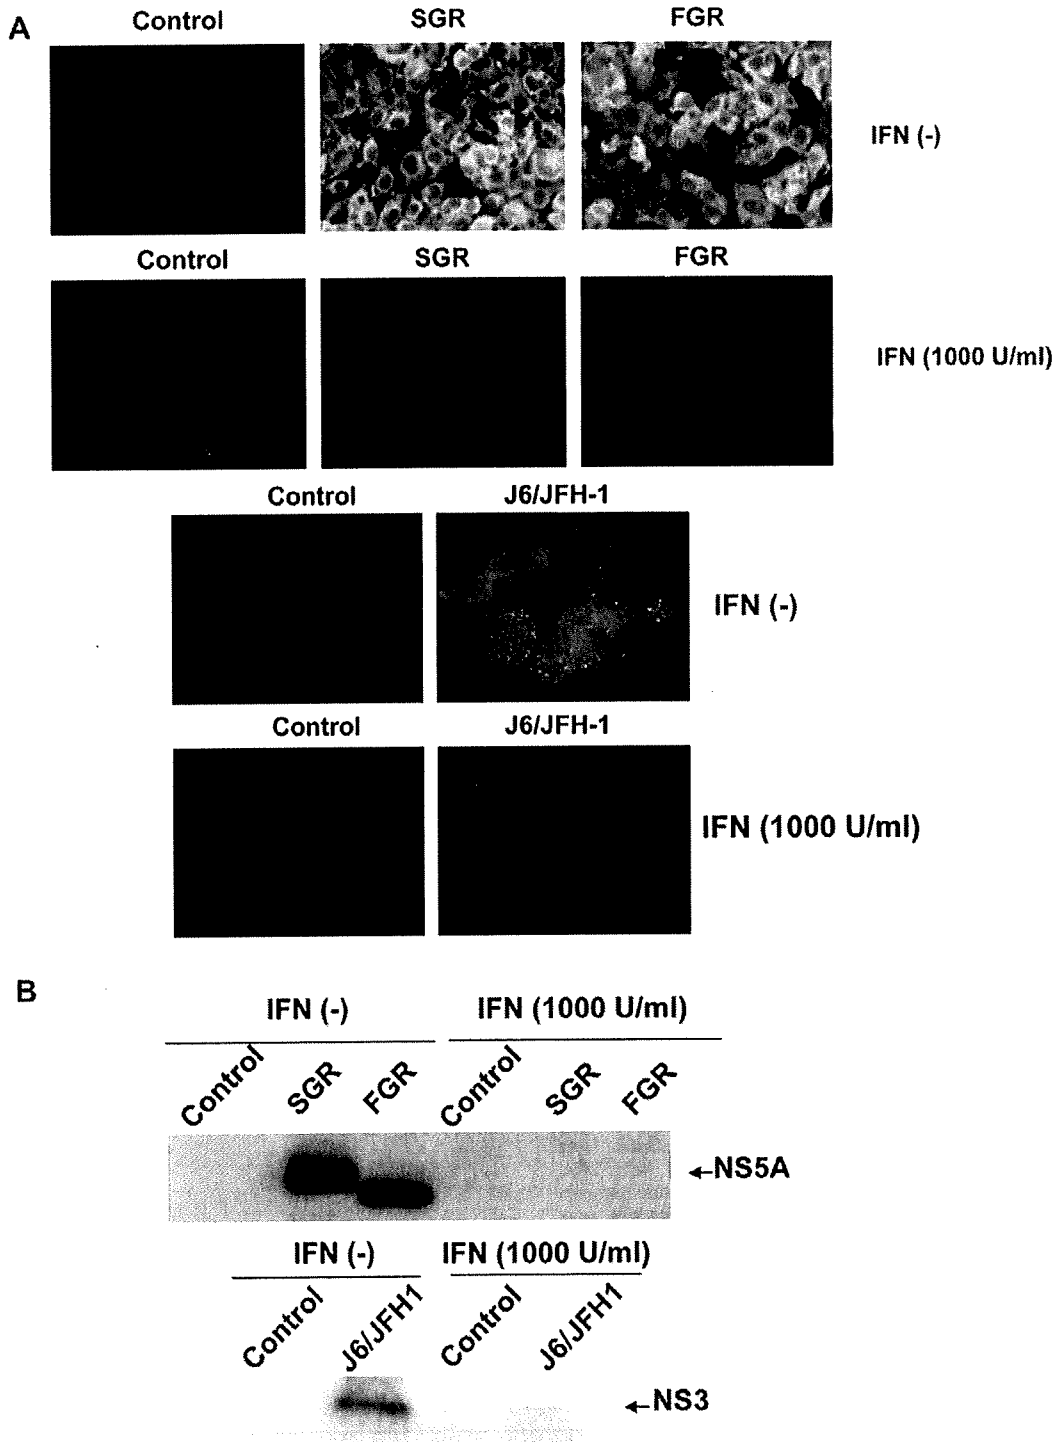 A
Control SGR FGR
IFN (-)
Control SGR FGR
IFN (1000 U/ml)
Control J6/JFH-1
IFN (-)
Control J6/JFH-1
IFN (1000 U/ml)
B
IFN (-) IFN (1000 U/ml)
Control SGR FGR Control SGR FGR
←NS5A
IFN (-) IFN (1000 U/ml)
Control J6/JFH1 Control J6/JFH1
←NS3